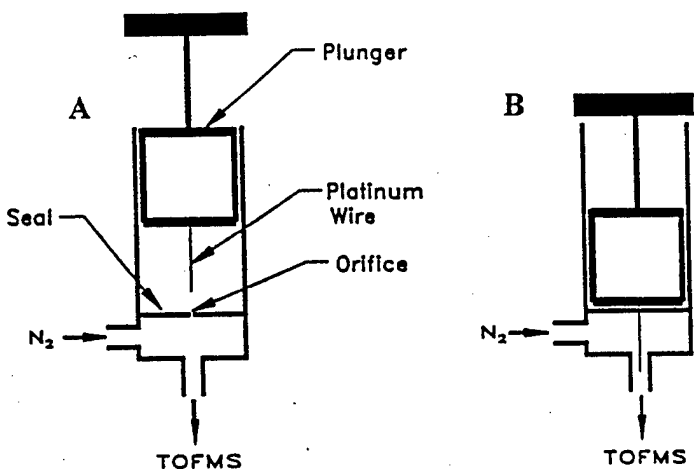 Plunger
A
B
Platinum
Wire
Seal
Orifice
N₂
N₂
TOFMS
TOFMS